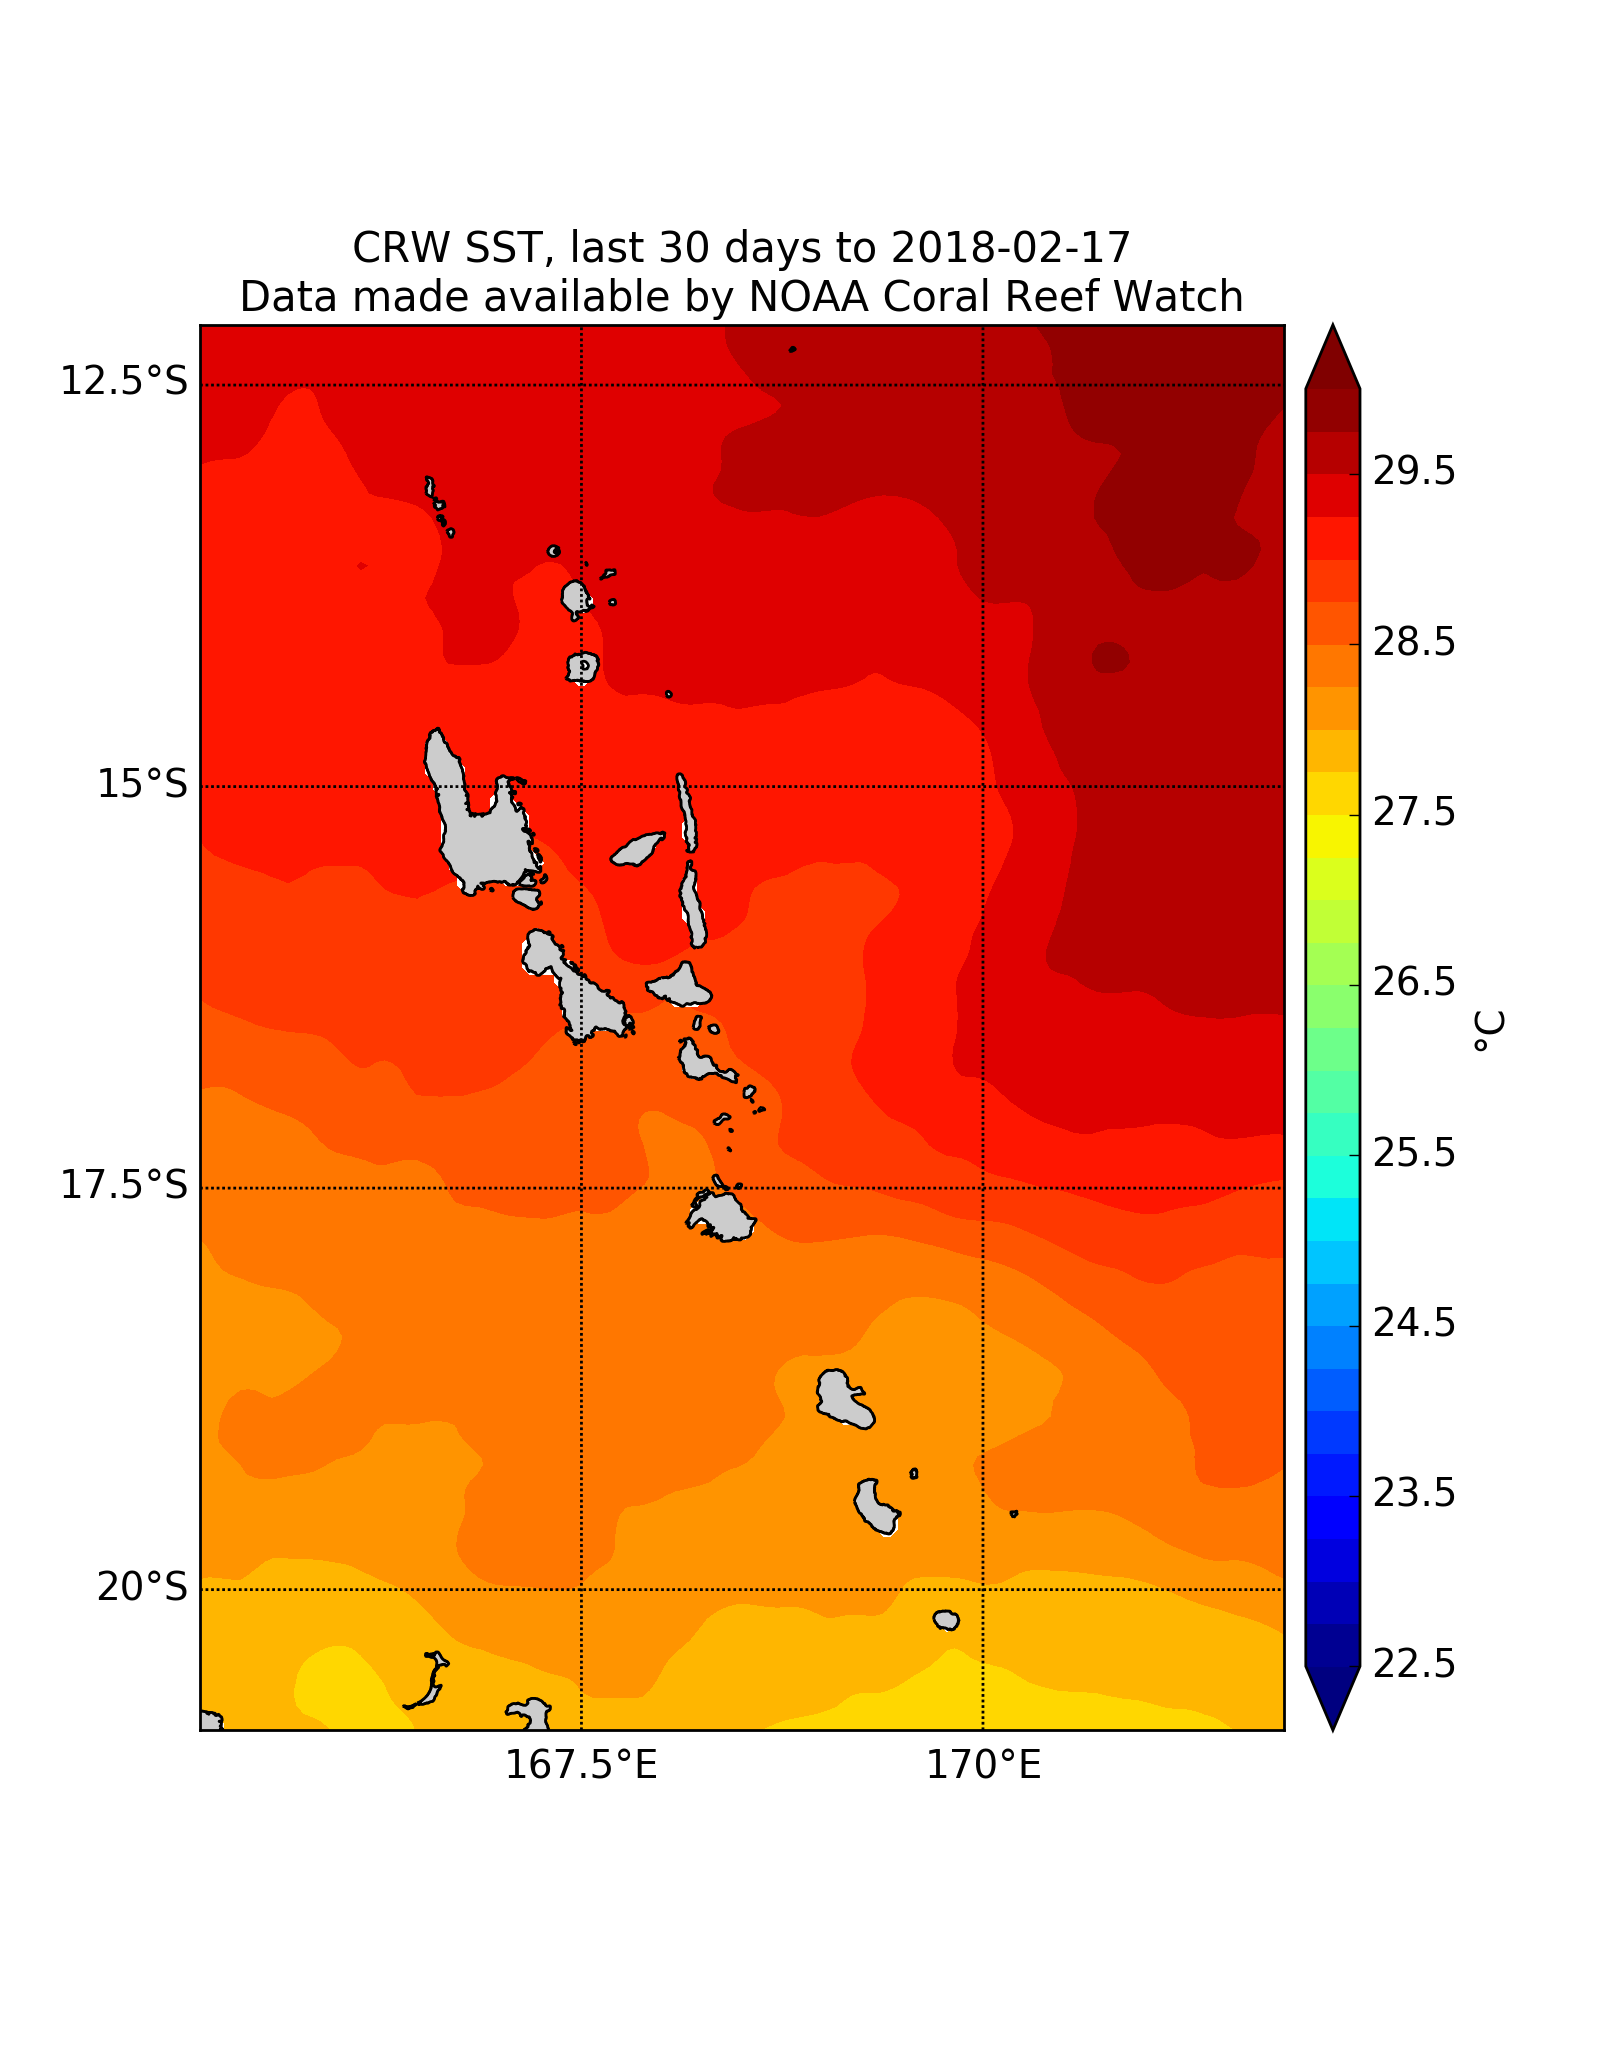 CRW SST, last 30 days to 2018-02-17
Data made available by NOAA Coral Reef Watch
12.5°S
15°S
17.5°S
20°S
167.5°E
170°E
29.5
28.5
27.5
26.5
25.5
24.5
23.5
22.5
°C